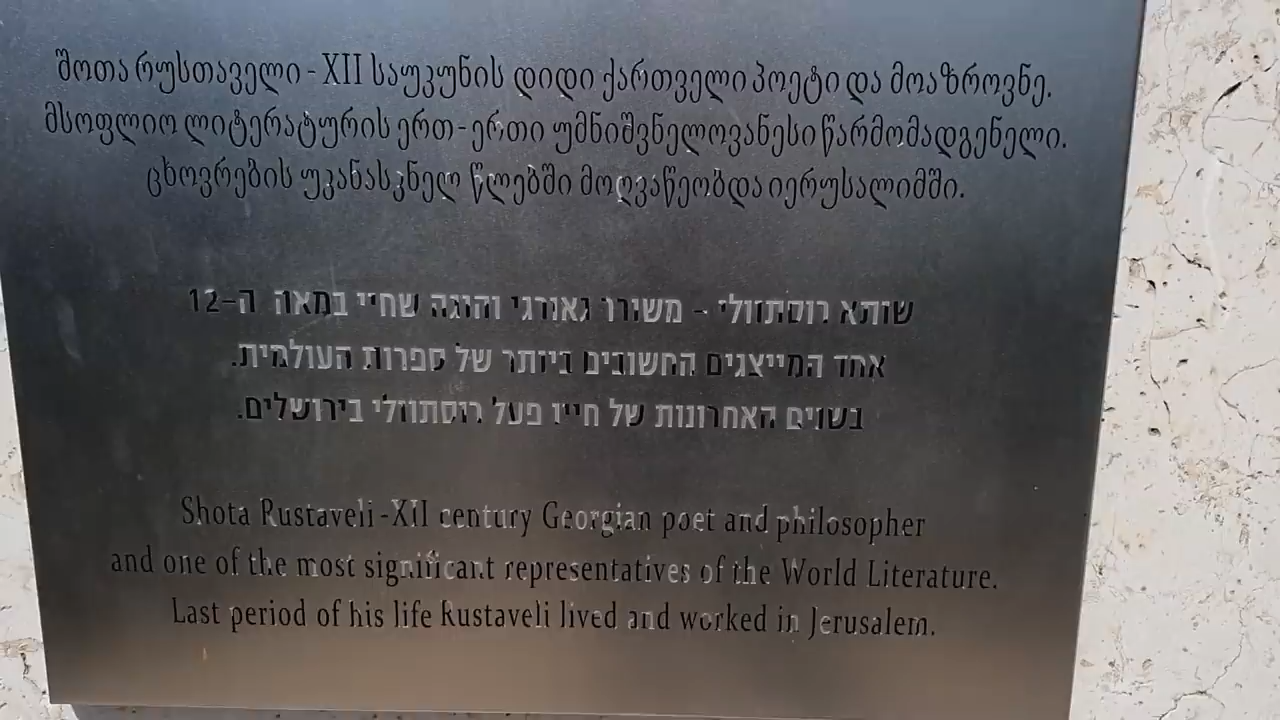 შოთა რუსთაველი - XII საუკუნის დიდი ქართველი პოეტი და მოაზროვნე.
მსოფლიო ლიტერატურის ერთ-ერთი უმნიშვნელოვანესი წარმომადგენელი.
ცხოვრების უკანასკნელ წლებში მოღვაწეობდა იერუსალიმში.
שותא רוסתוולי - משורר גאורגי והוגה שחיי במאה ה-12
אחד המייצגים החשובים ביותר של ספרות העולמית.
בשנים האחרונות של חייו פעל רוסתוולי בירושלים.
Shota Rustaveli -XII century Georgian poet and philosopher
and one of the most significant representatives of the World Literature.
Last period of his life Rustaveli lived and worked in Jerusalem.